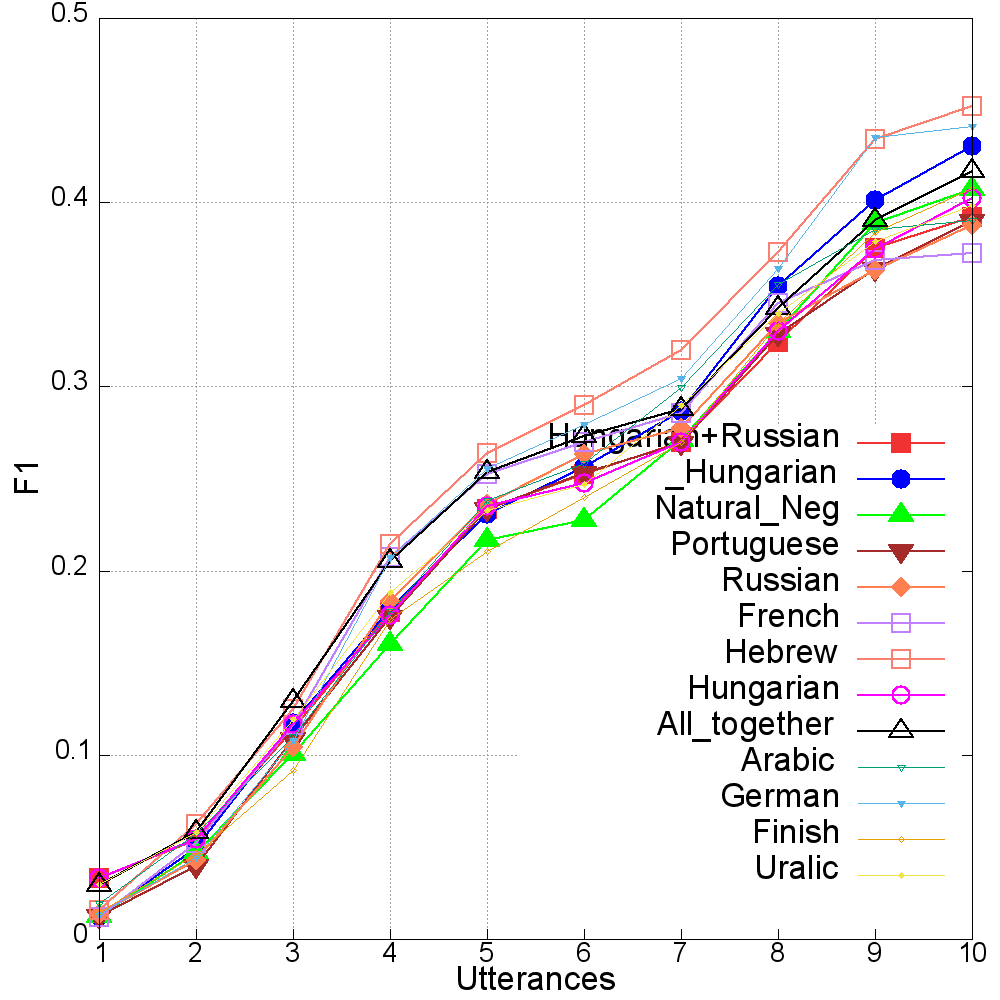 0.5
0.4
0.3
0.2
0.1
0
F1
Hungarian+Russian
_Hungarian
Natural_Neg
Portuguese
Russian
French
Hebrew
Hungarian
All_together
Arabic
German
Finish
Uralic
1 2 3 4 5 6 7 8 9 10
Utterances